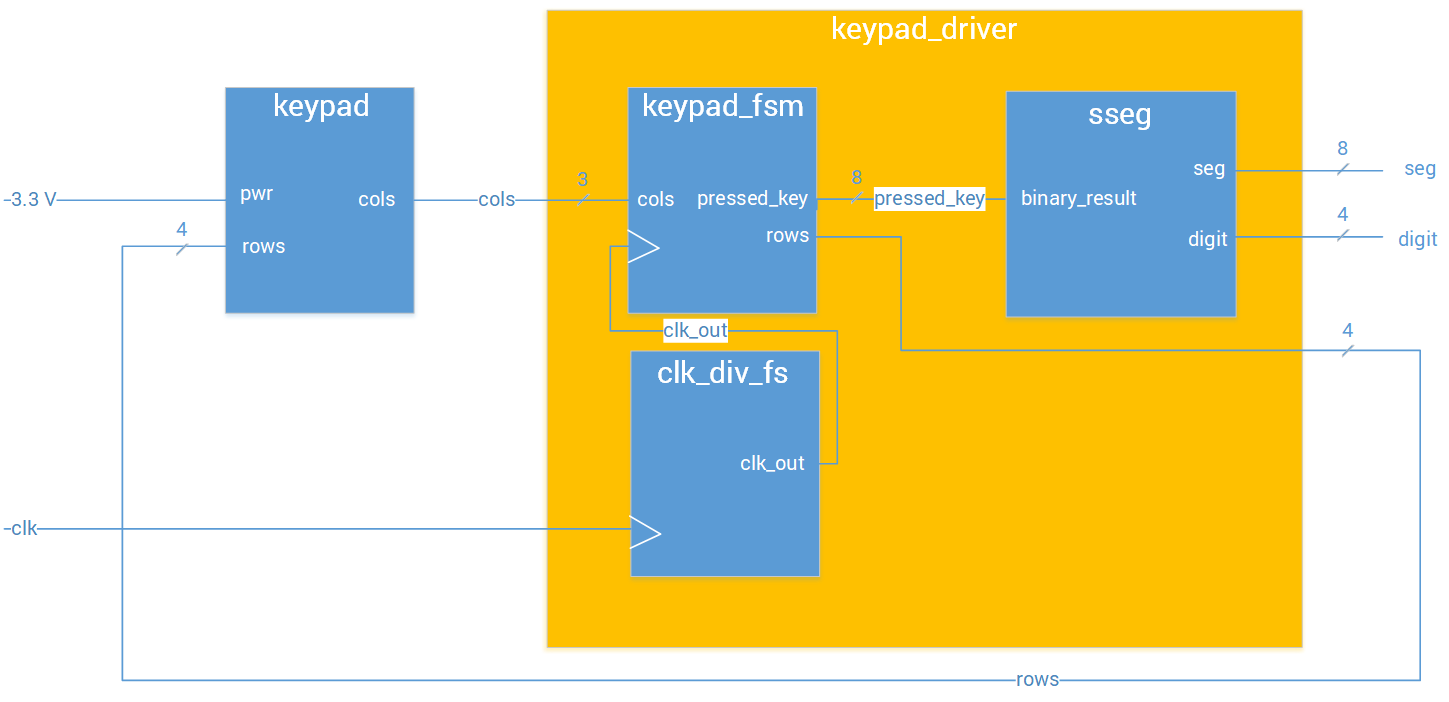 keypad_driver
keypad
keypad_fsm
sseg
3.3 V
pwr
cols
cols
3
cols
pressed_key
8
pressed_key
binary_result
seg
8
seg
4
rows
rows
digit
4
digit
clk_out
4
clk_div_fs
clk_out
clk
rows